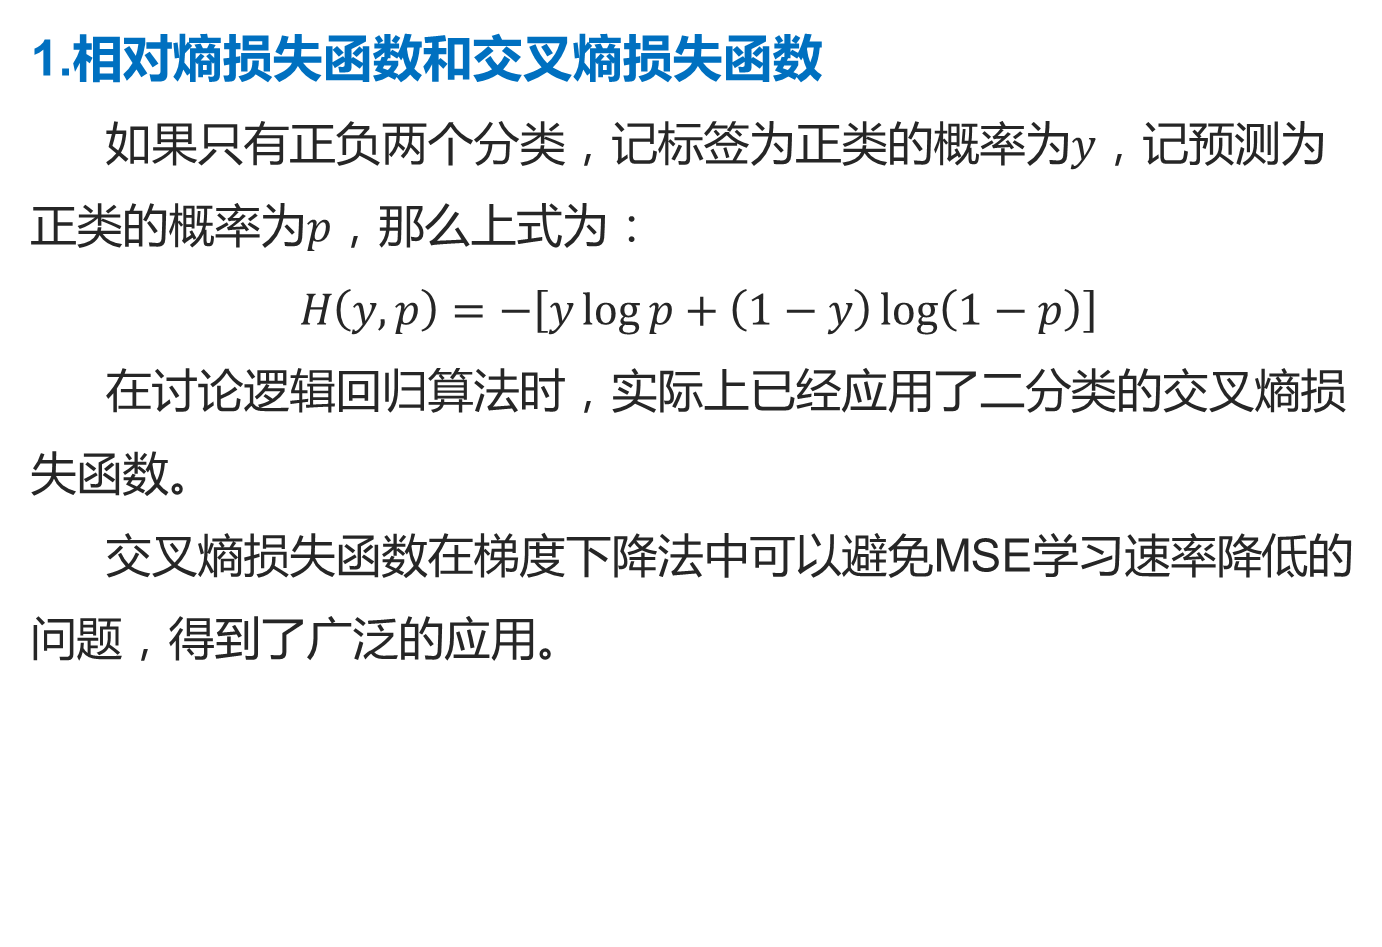 1.相对熵损失函数和交叉熵损失函数
如果只有正负两个分类，记标签为正类的概率为y，记预测为
正类的概率为p，那么上式为：
H(y,p) = −[y log p + (1 − y) log(1 − p)]
在讨论逻辑回归算法时，实际上已经应用了二分类的交叉熵损
失函数。
交叉熵损失函数在梯度下降法中可以避免MSE学习速率降低的
问题，得到了广泛的应用。